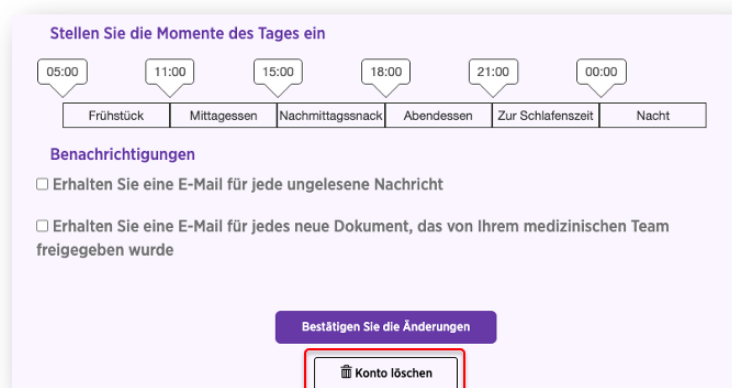 Stellen Sie die Momente des Tages ein
05:00 11:00 15:00 18:00 21:00 00:00
Frühstück Mittagessen Nachmittagssnack Abendessen Zur Schlafenszeit Nacht
Benachrichtigungen
Erhalten Sie eine E-Mail für jede ungelesene Nachricht
Erhalten Sie eine E-Mail für jedes neue Dokument, das von Ihrem medizinischen Team
freigegeben wurde
Bestätigen Sie die Änderungen
Konto löschen